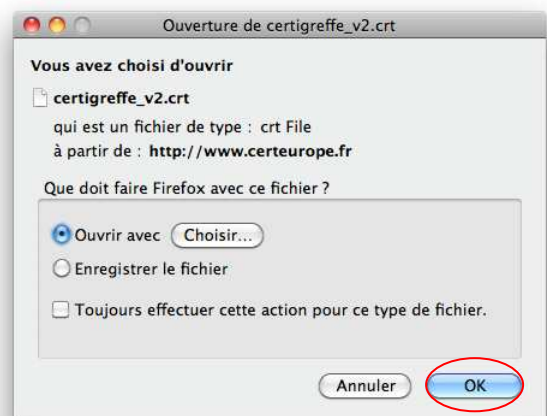 Ouverture de certigreffe_v2.crt
Vous avez choisi d'ouvrir
certigreffe_v2.crt
qui est un fichier de type : crt File
à partir de : http://www.certeurope.fr
Que doit faire Firefox avec ce fichier ?
Ouvrir avec Choisir...
Enregistrer le fichier
Toujours effectuer cette action pour ce type de fichier.
Annuler OK